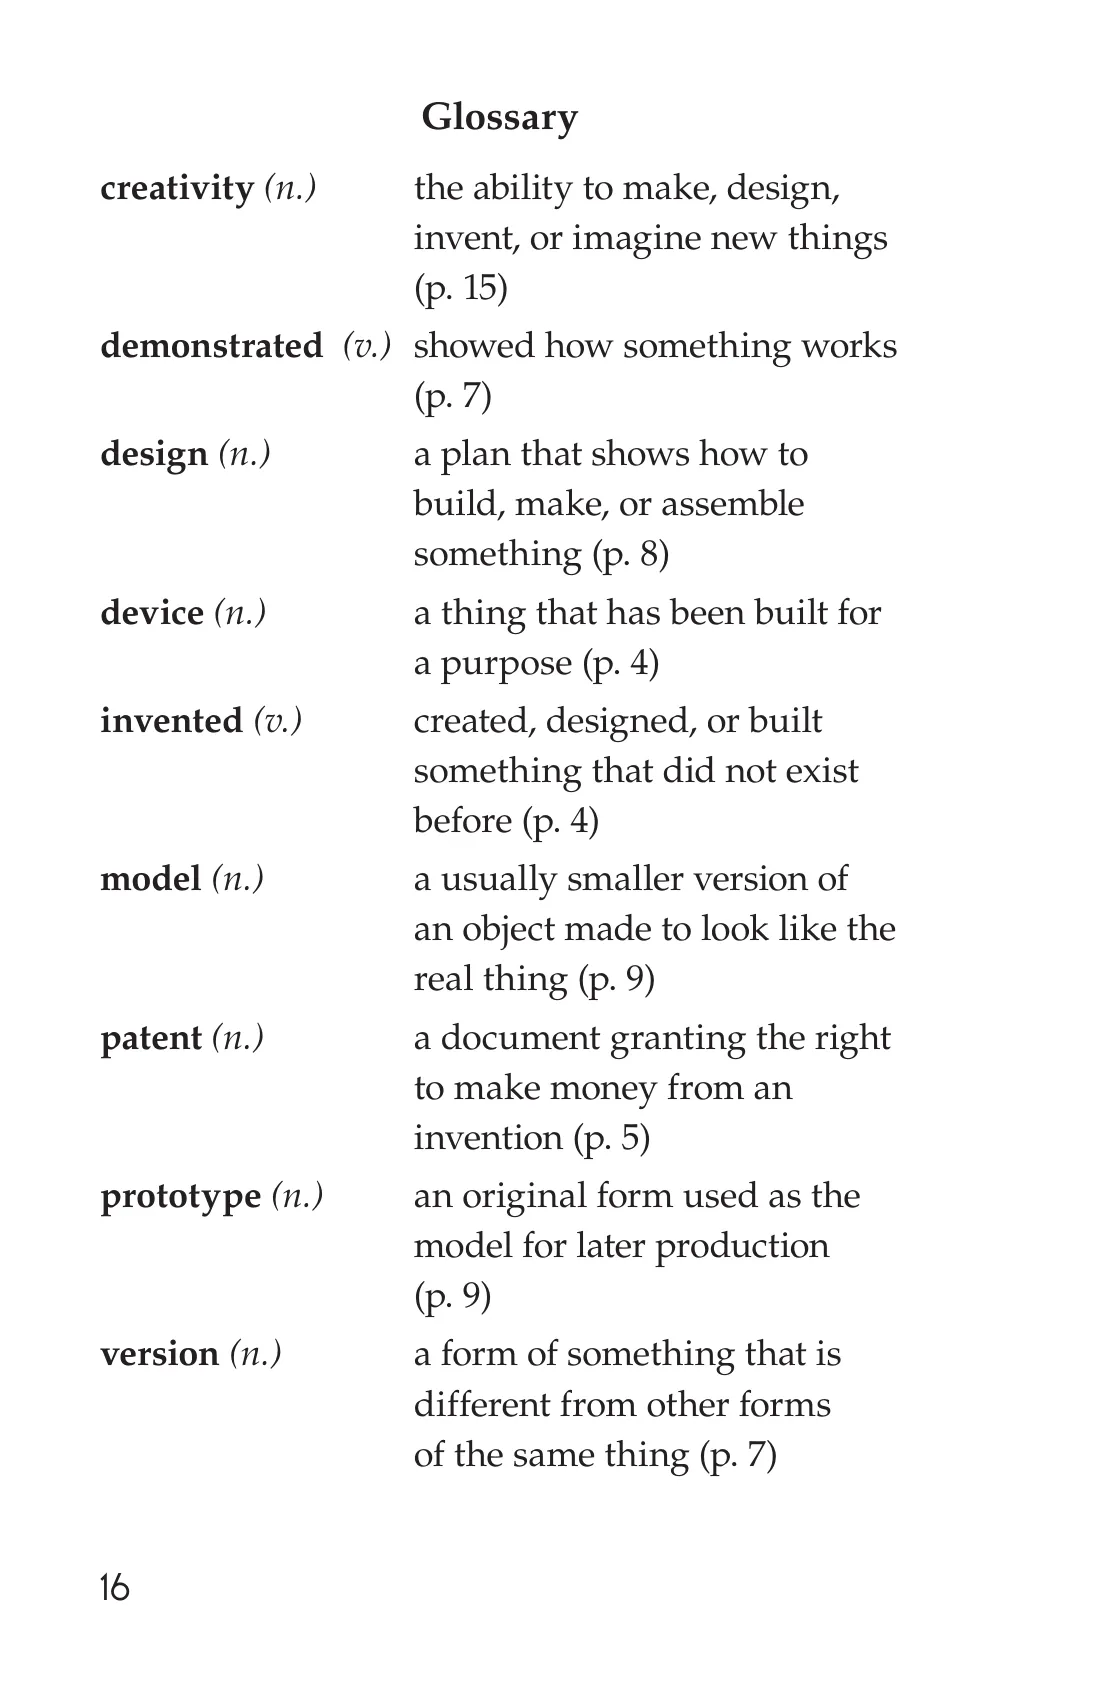 Glossary
creativity (n.) the ability to make, design,
invent, or imagine new things
(p. 15)
demonstrated (v.) showed how something works
(p. 7)
design (n.) a plan that shows how to
build, make, or assemble
something (p. 8)
device (n.) a thing that has been built for
a purpose (p. 4)
invented (v.) created, designed, or built
something that did not exist
before (p. 4)
model (n.) a usually smaller version of
an object made to look like the
real thing (p. 9)
patent (n.) a document granting the right
to make money from an
invention (p. 5)
prototype (n.) an original form used as the
model for later production
(p. 9)
version (n.) a form of something that is
different from other forms
of the same thing (p. 7)
16